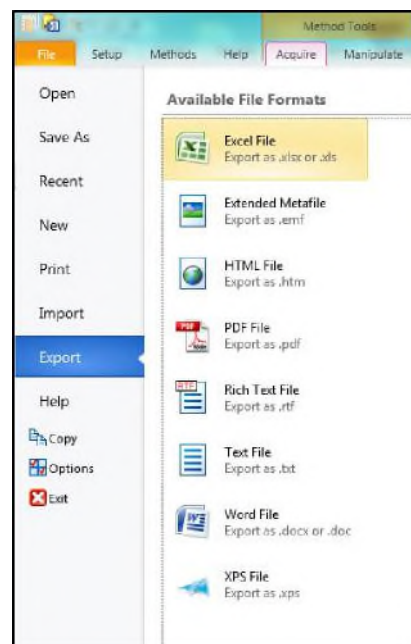 Method Tools
File Setup Methods Help Acquire Manipulate
Open
Save As
Recent
New
Print
Import
Export
Help
Copy
Options
Exit
Available File Formats
Excel File
Export as .xlsx or .xls
Extended Metafile
Export as .emf
HTML File
Export as .htm
PDF File
Export as .pdf
Rich Text File
Export as .rtf
Text File
Export as .txt
Word File
Export as .docx or .doc
XPS File
Export as .xps